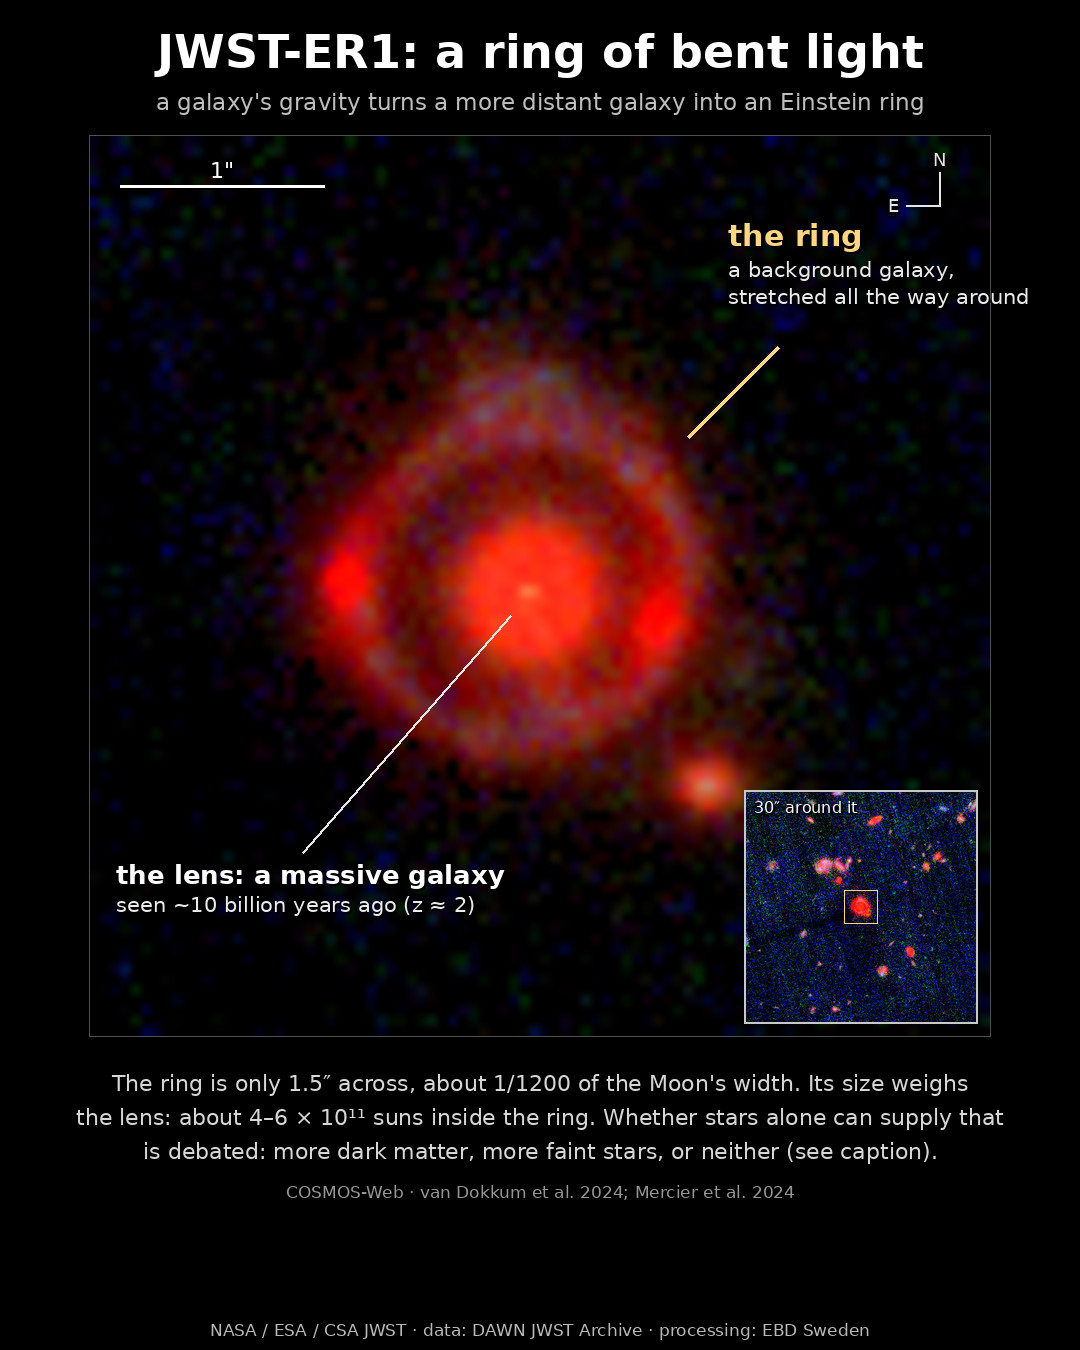 JWST-ER1: a ring of bent light
a galaxy's gravity turns a more distant galaxy into an Einstein ring
1"
N
E
the ring
a background galaxy,
stretched all the way around
the lens: a massive galaxy
seen ~10 billion years ago (z ≈ 2)
30″ around it
The ring is only 1.5″ across, about 1/1200 of the Moon's width. Its size weighs
the lens: about 4–6 × 10¹¹ suns inside the ring. Whether stars alone can supply that
is debated: more dark matter, more faint stars, or neither (see caption).
COSMOS-Web · van Dokkum et al. 2024; Mercier et al. 2024
NASA / ESA / CSA JWST · data: DAWN JWST Archive · processing: EBD Sweden